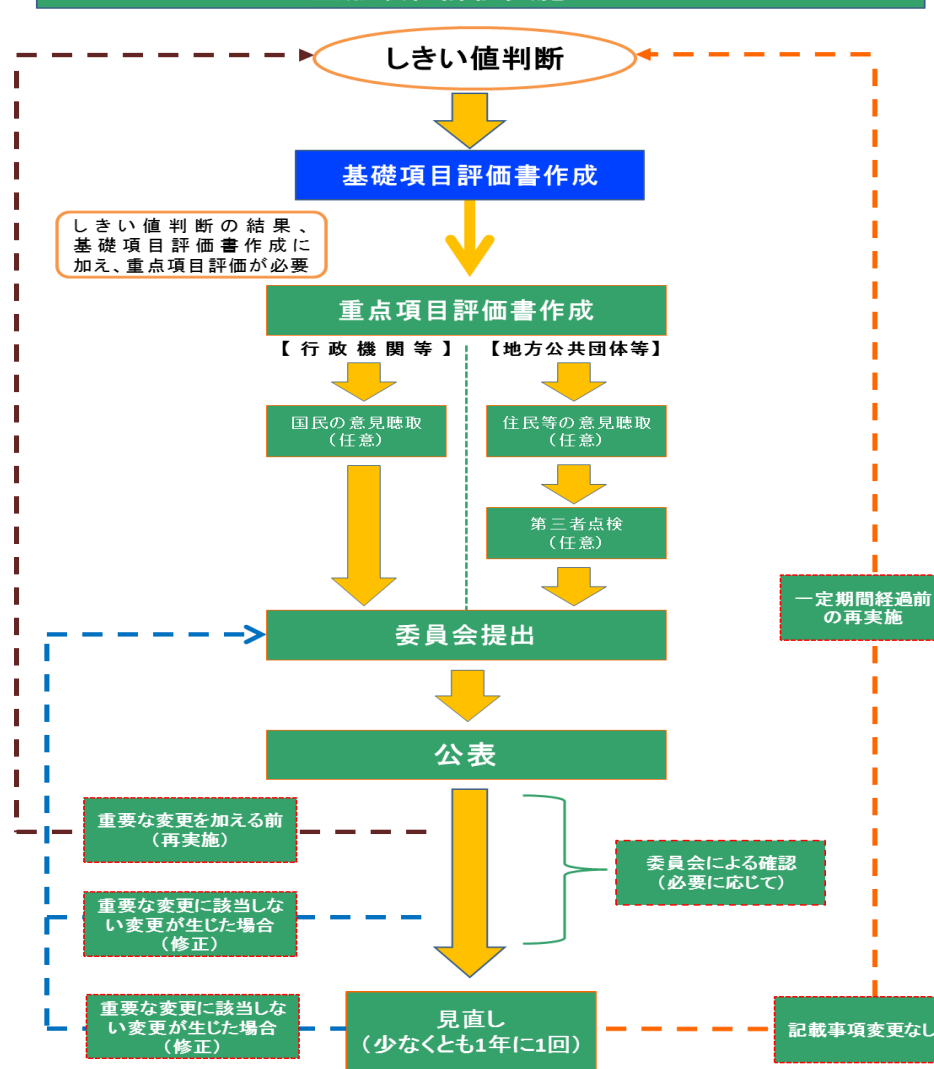 しきい値判断
基礎項目評価書作成
しきい値判断の結果、
基礎項目評価書作成に
加え、重点項目評価が必要
重点項目評価書作成
【行政機関等】
【地方公共団体等】
国民の意見聴取
（任意）
住民等の意見聴取
（任意）
第三者点検
（任意）
一定期間経過前
の再実施
委員会提出
公表
重要な変更を加える前
（再実施）
委員会による確認
（必要に応じて）
重要な変更に該当しな
い変更が生じた場合
（修正）
重要な変更に該当しな
い変更が生じた場合
（修正）
見直し
（少なくとも1年に1回）
記載事項変更なし